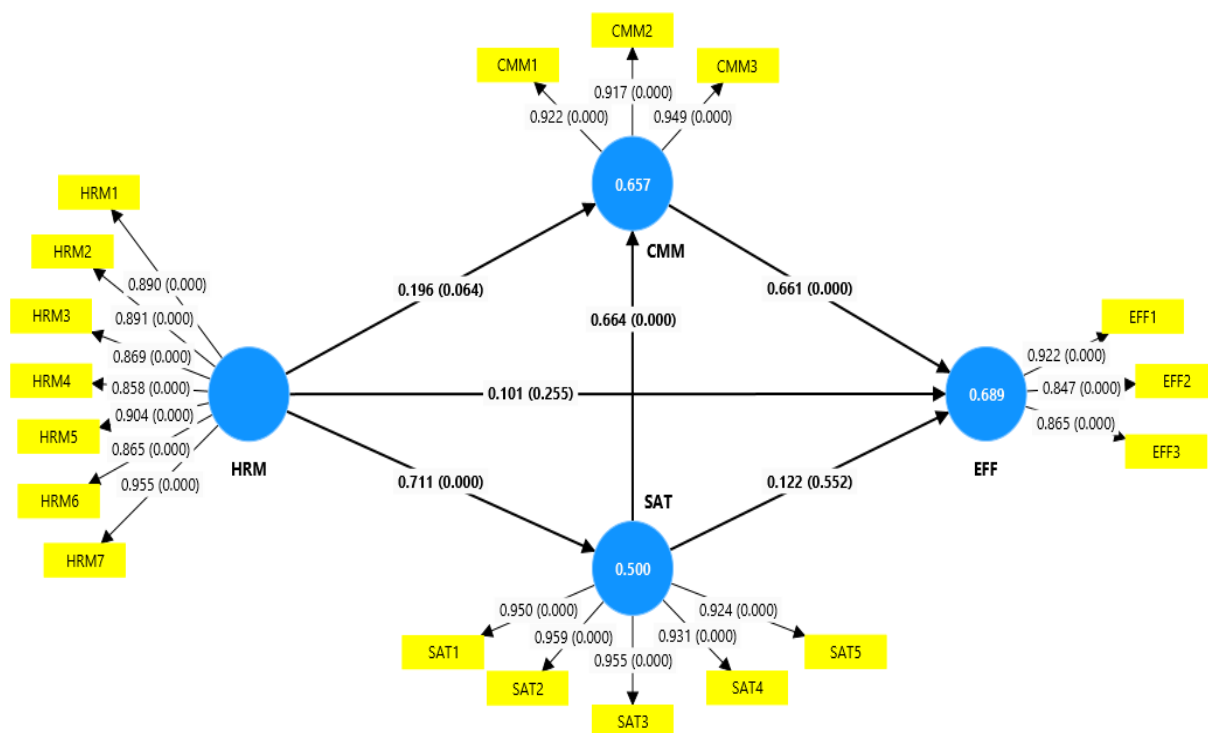 CMM2
CMM1
CMM3
0.917 (0.000)
0.922 (0.000)
0.949 (0.000)
0.657
CMM
HRM1
HRM2
HRM3
HRM4
HRM5
HRM6
HRM7
0.890 (0.000)
0.891 (0.000)
0.869 (0.000)
0.858 (0.000)
0.904 (0.000)
0.865 (0.000)
0.955 (0.000)
HRM
0.196 (0.064)
0.661 (0.000)
0.664 (0.000)
0.101 (0.255)
0.711 (0.000)
0.122 (0.552)
EFF1
EFF2
EFF3
0.922 (0.000)
0.847 (0.000)
0.865 (0.000)
0.689
EFF
SAT
0.500
0.950 (0.000)
0.959 (0.000)
0.955 (0.000)
0.931 (0.000)
0.924 (0.000)
SAT1
SAT2
SAT3
SAT4
SAT5